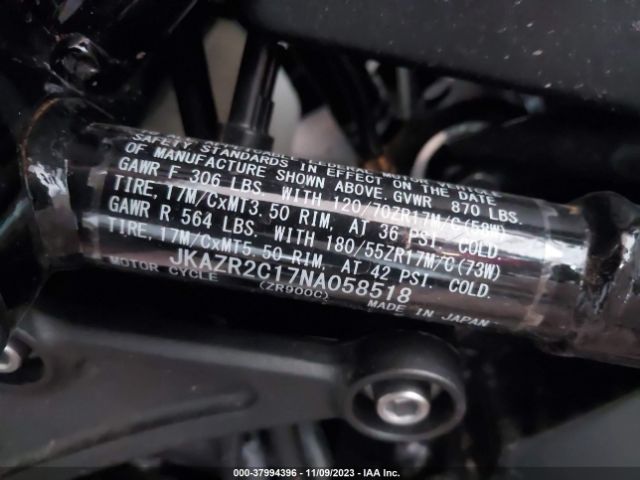 SAFETY STANDARDS IN EFFECT ON THE DATE
OF MANUFACTURE SHOWN ABOVE. GVWR 870 LBS.
GAWR F 306 LBS. WITH 120/70ZR17M/C(58W)
TIRE, 17M/CxMT3.50 RIM, AT 36 PSI. COLD.
GAWR R 564 LBS. WITH 180/55ZR17M/C(73W)
TIRE, 17M/CxMT5.50 RIM, AT 42 PSI. COLD.
JKAZR2C17NA058518
MOTOR CYCLE (ZR900C) MADE IN JAPAN
000-37994396 - 11/09/2023 - IAA Inc.